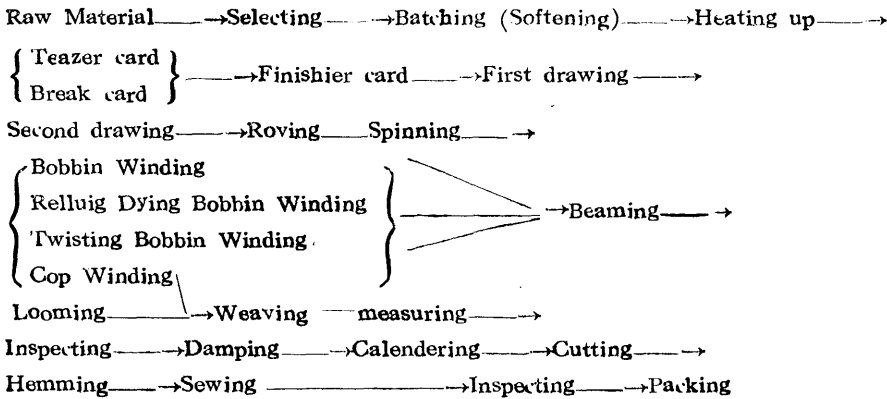 Raw Material → Selecting → Batching (Softening) → Heating up →
Teazer card
Break card → Finishier card → First drawing →
Second drawing → Roving Spinning →
Bobbin Winding
Relluig Dying Bobbin Winding → Beaming →
Twisting Bobbin Winding
Cop Winding
Looming → Weaving measuring →
Inspecting → Damping → Calendering → Cutting →
Hemming → Sewing → Inspecting → Packing